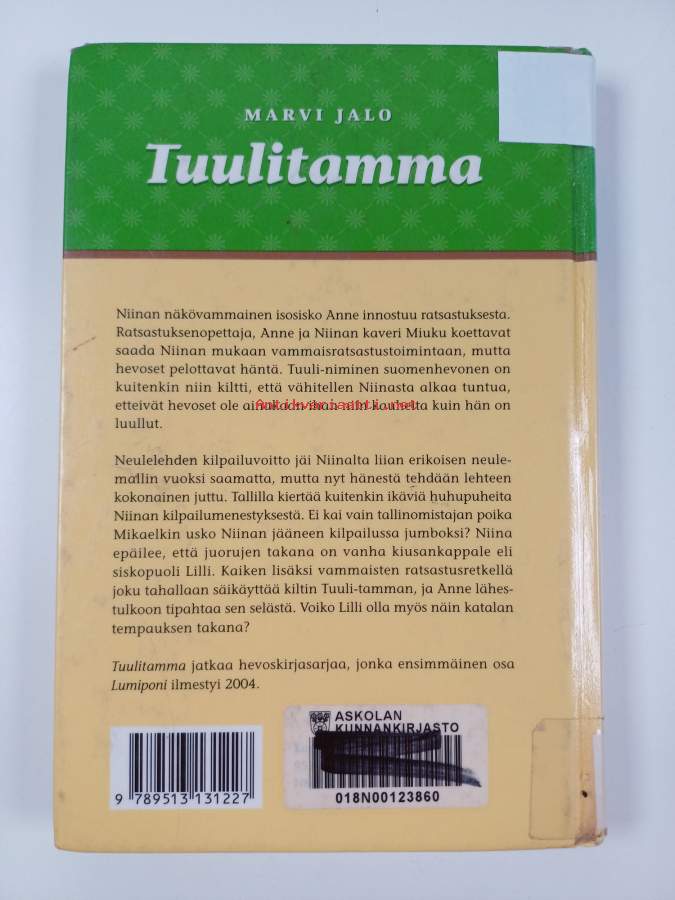 MARVI JALO
Tuulitamma
Niinan näkövammainen isosisko Anne innostuu ratsastuksesta.
Ratsastuksenopettaja, Anne ja Niinan kaveri Miuku koettavat
saada Niinan mukaan vammaisratsastustoimintaan, mutta
hevoset pelottavat häntä. Tuuli-niminen suomenhevonen on
kuitenkin niin kiltti, että vähitellen Niinasta alkaa tuntua,
etteivät hevoset ole ainakaan ihan niin kauheita kuin hän on
Antikvariaatti.net
luullut.
Neulelehden kilpailuvoitto jäi Niinalta liian erikoisen neule-
mallin vuoksi saamatta, mutta nyt hänestä tehdään lehteen
kokonainen juttu. Tallilla kiertää kuitenkin ikäviä huhupuheita
Niinan kilpailumenestyksestä. Ei kai vain tallinomistajan poika
Mikaelkin usko Niinan jääneen kilpailussa jumboksi? Niina
epäilee, että juorujen takana on vanha kiusankappale eli
siskopuoli Lilli. Kaiken lisäksi vammaisten ratsastusretkellä
joku tahallaan säikäyttää kiltin Tuuli-tamman, ja Anne lähes-
tulkoon tipahtaa sen selästä. Voiko Lilli olla myös näin katalan
tempauksen takana?
Tuulitamma jatkaa hevoskirjasarjaa, jonka ensimmäinen osa
Lumiponi ilmestyi 2004.
ASKOLAN
KUNNANKIRJASTO
018N00123860
9 789513 131227